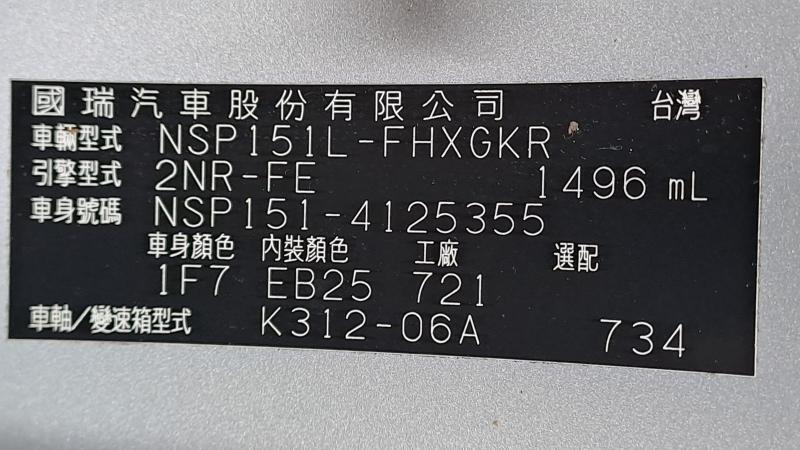 國瑞汽車股份有限公司 台灣
車輛型式 NSP151L-FHXGKR
引擎型式 2NR-FE 1496 mL
車身號碼 NSP151-4125355
車身顏色 內裝顏色 工廠 選配
1F7 EB25 721
車軸/變速箱型式 K312-06A 734